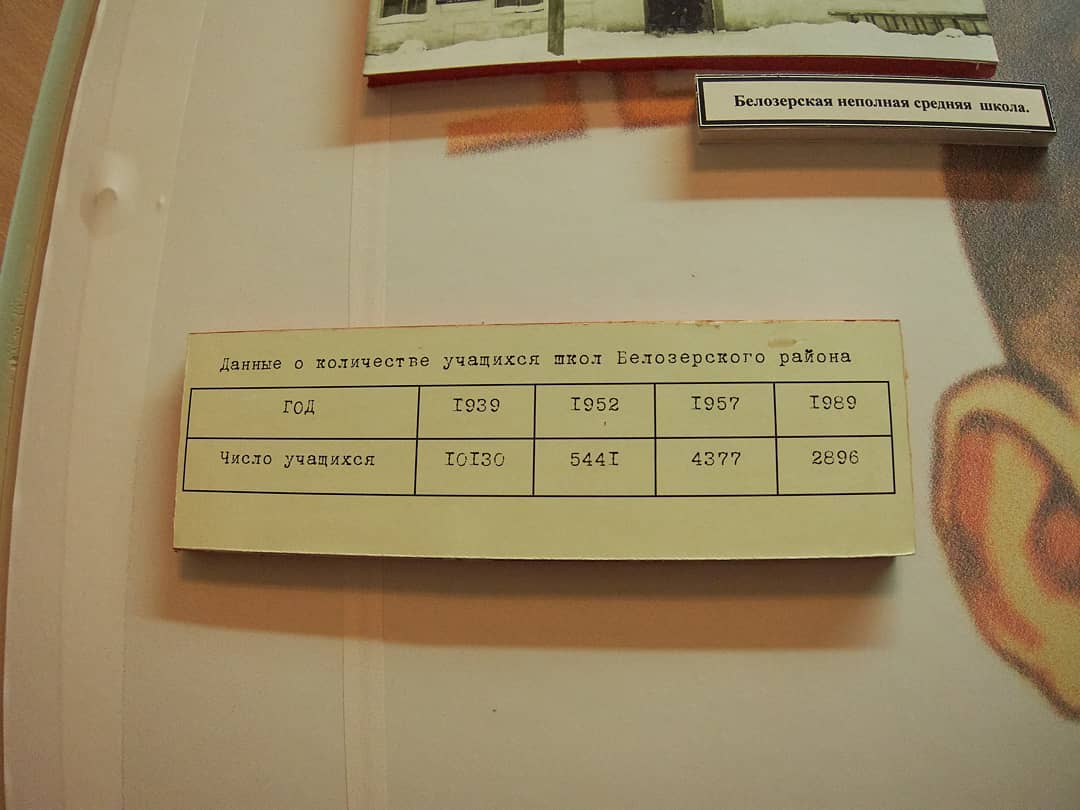 Белозерская неполная средняя школа.
Данные о количестве учащихся школ Белозерского района
ГОД I939 I952 I957 I989
Число учащихся I0I30 544I 4377 2896